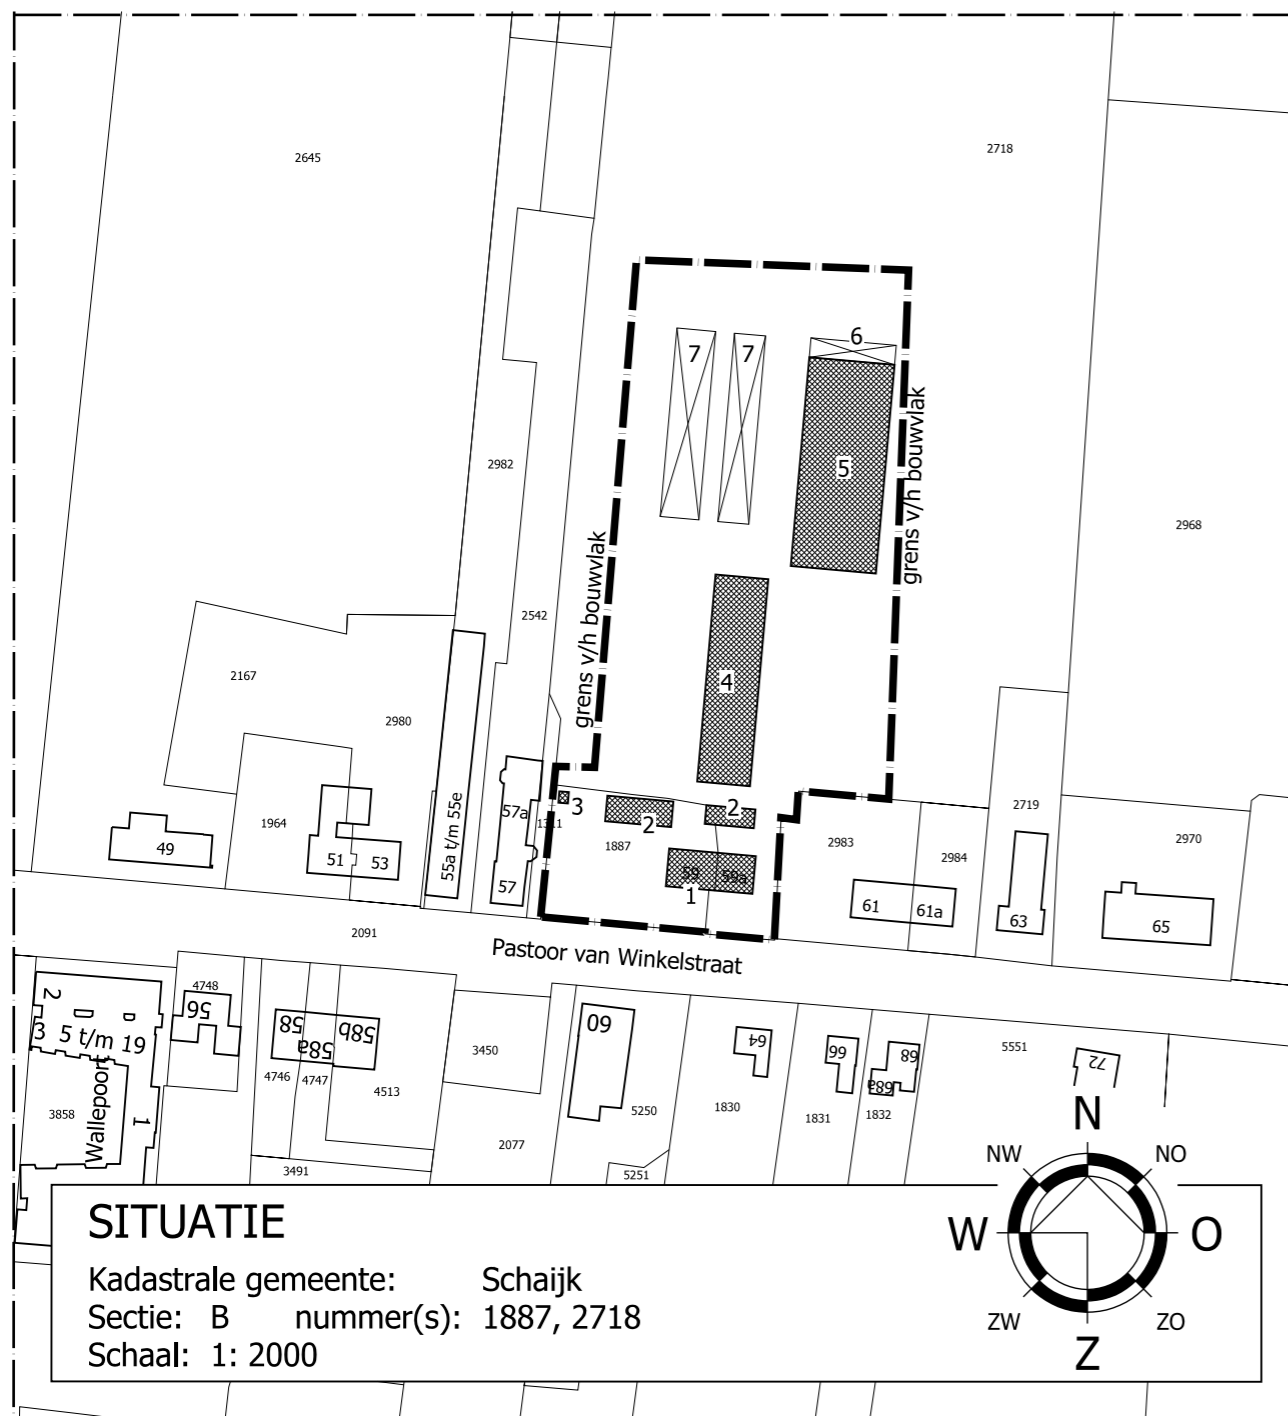 2645
2718
6
7
7
5
grens v/h bouwvlak
2982
2968
grens v/h bouwvlak
2542
4
2167
2980
2719
3
2
2
57a
1311
1887
55a t/m 55e
1964
49
51
53
57
59
59a
1
2983
2984
2970
61
61a
63
65
2091
Pastoor van Winkelstraat
4748
2
56
3 5 t/m 19
58
58a
58b
60
64
66
68
68a
72
3450
5551
Wallepoort
1
3858
4746
4747
4513
5250
1830
1831
1832
2077
3491
5251
N
NW
NO
W
O
ZW
ZO
Z
SITUATIE
Kadastrale gemeente: Schaijk
Sectie: B nummer(s): 1887, 2718
Schaal: 1: 2000